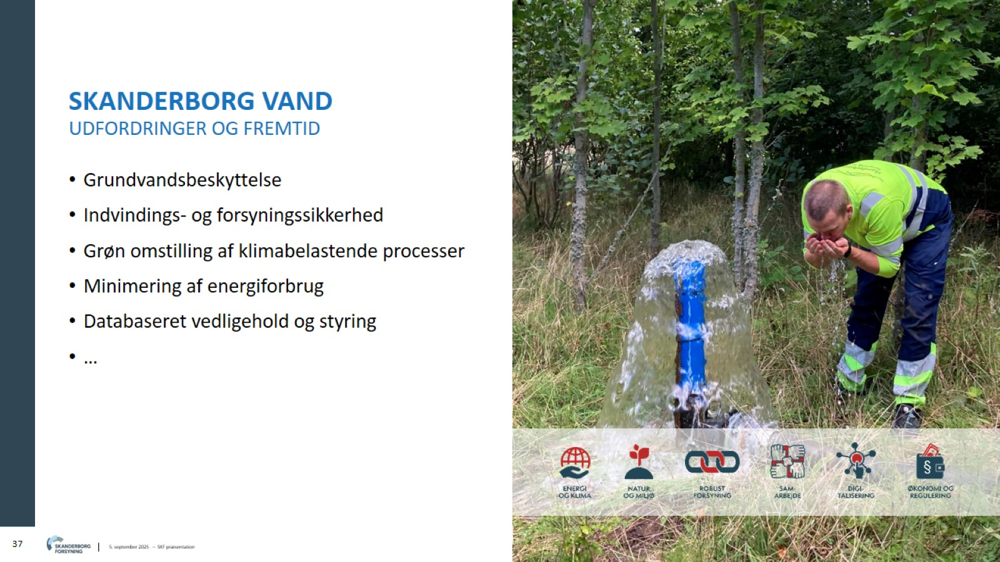 SKANDERBORG VAND
UDFORDRINGER OG FREMTID
• Grundvandsbeskyttelse
• Indvindings- og forsyningssikkerhed
• Grøn omstilling af klimabelastende processer
• Minimering af energiforbrug
• Databaseret vedligehold og styring
• ...
ENERGI
OG KLIMA
NATUR
OG MILJØ
ROBUST
FORSYNING
SAM-
ARBEJDE
DIGI-
TALISERING
§
ØKONOMI OG
REGULERING
37
SKANDERBORG
FORSYNING
5. september 2025 – SKF præsentation